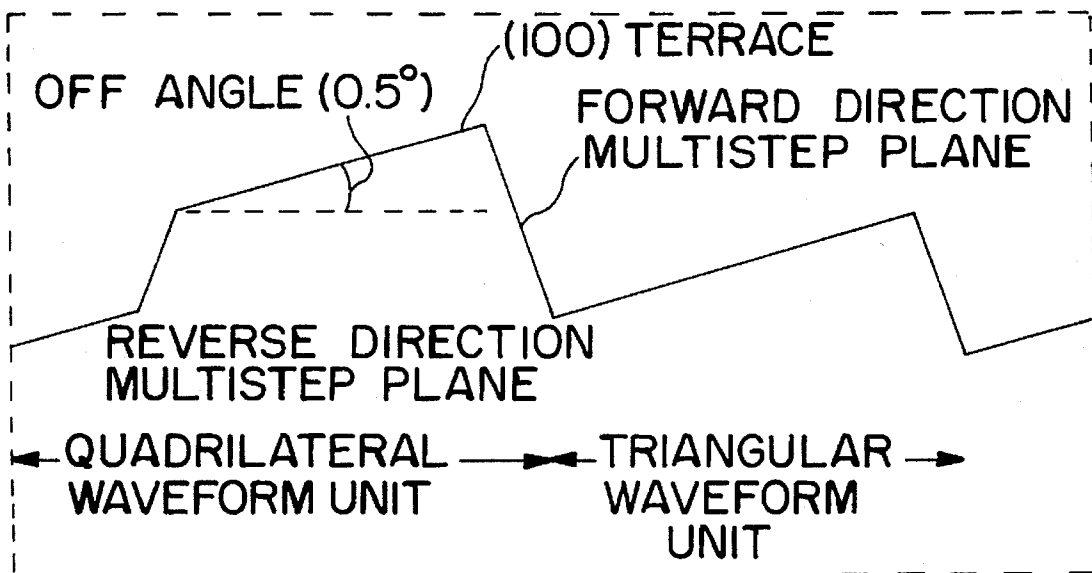 (100) TERRACE
OFF ANGLE (0.5°)
FORWARD DIRECTION
MULTISTEP PLANE
REVERSE DIRECTION
MULTISTEP PLANE
QUADRILATERAL
WAVEFORM UNIT
TRIANGULAR
WAVEFORM
UNIT